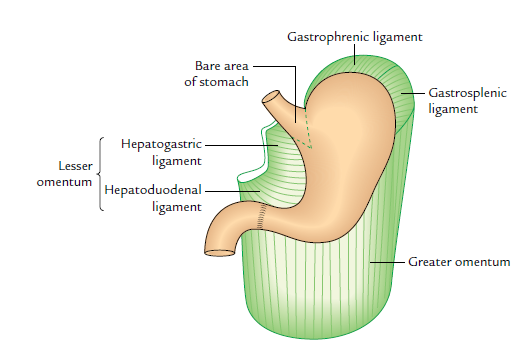 Gastrophrenic ligament
Bare area
of stomach
Gastrosplenic
ligament
Hepatogastric
ligament
Lesser
omentum
Hepatoduodenal
ligament
Greater omentum